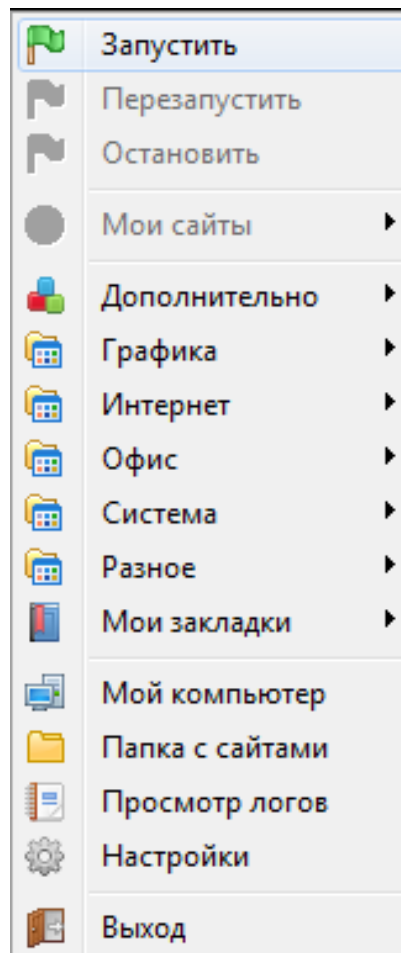 Запустить
Перезапустить
Остановить
Мои сайты
Дополнительно
Графика
Интернет
Офис
Система
Разное
Мои закладки
Мой компьютер
Папка с сайтами
Просмотр логов
Настройки
Выход